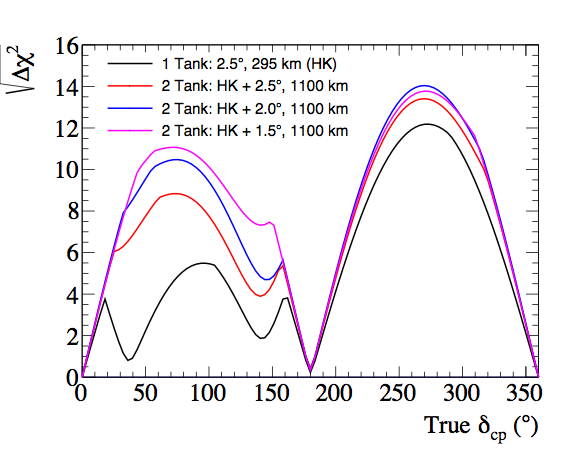 √Δχ²
16
14
12
10
8
6
4
2
0
1 Tank: 2.5°, 295 km (HK)
2 Tank: HK + 2.5°, 1100 km
2 Tank: HK + 2.0°, 1100 km
2 Tank: HK + 1.5°, 1100 km
0 50 100 150 200 250 300 350
True δcp (°)